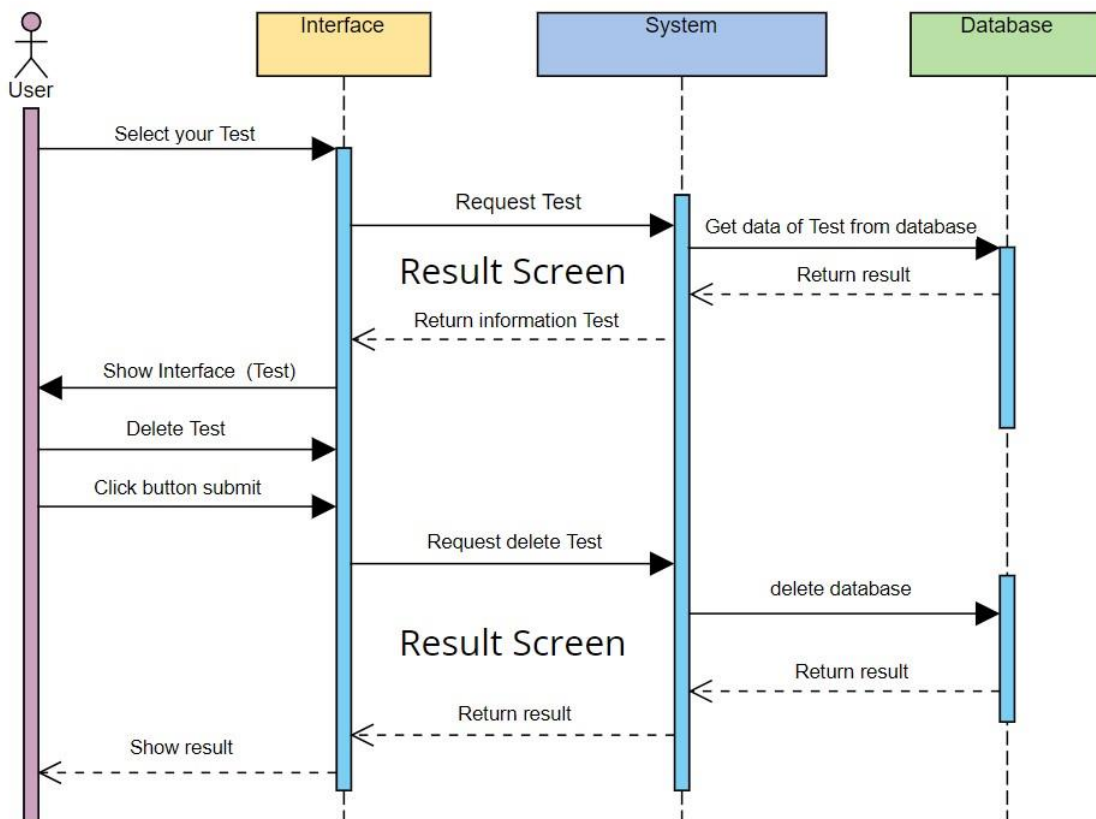 Interface
System
Database
User
Select your Test
Request Test
Get data of Test from database
Result Screen
Return result
Return information Test
Show Interface (Test)
Delete Test
Click button submit
Request delete Test
delete database
Result Screen
Return result
Return result
Show result